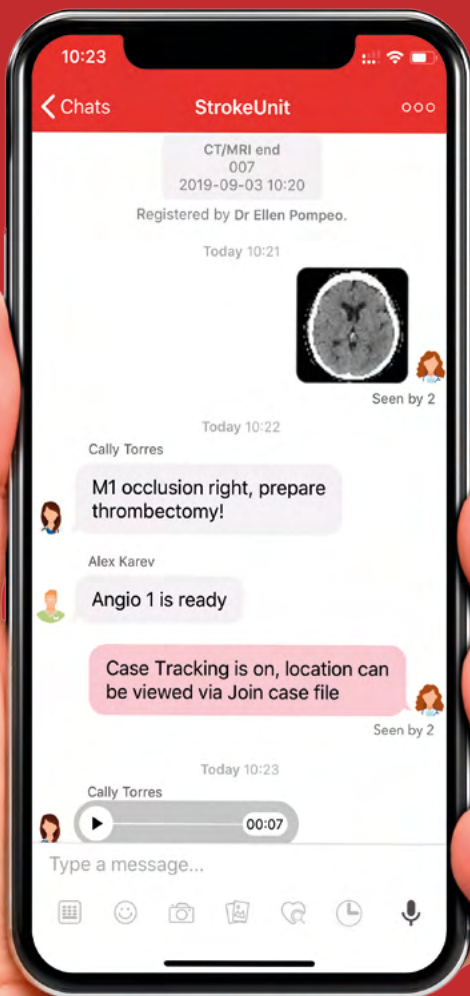 10:23
Chats
StrokeUnit
CT/MRI end
007
2019-09-03 10:20
Registered by Dr Ellen Pompeo.
Today 10:21
Seen by 2
Today 10:22
Cally Torres
M1 occlusion right, prepare
thrombectomy!
Alex Karev
Angio 1 is ready
Case Tracking is on, location can
be viewed via Join case file
Seen by 2
Today 10:23
Cally Torres
00:07
Type a message...